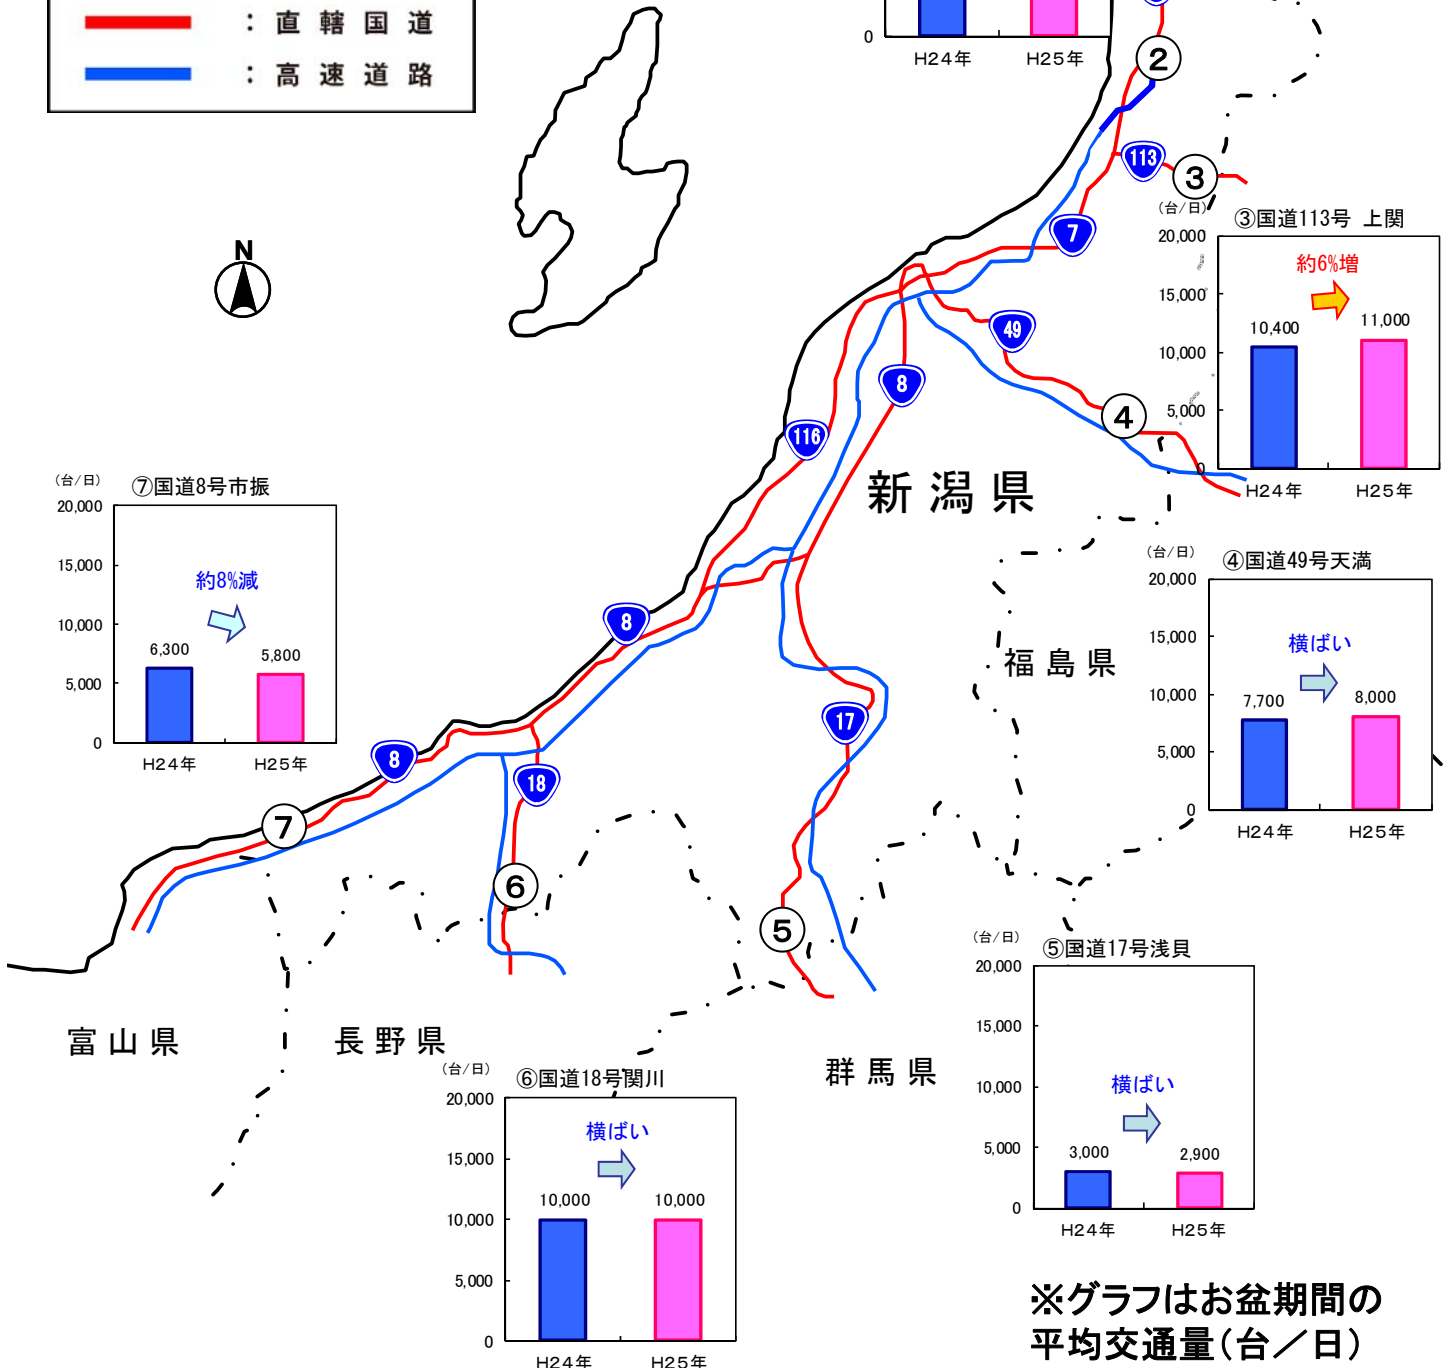 ：直轄国道
：高速道路
0
H24年 H25年
②
113
③
7
(台/日)
③国道113号 上関
20,000
約6%増
15,000
10,400 11,000
10,000
5,000
0
H24年 H25年
N
49
8
④
116
新潟県
(台/日)
⑦国道8号市振
20,000
15,000
約8%減
10,000
6,300 5,800
5,000
0
H24年 H25年
8
福島県
(台/日)
④国道49号天満
20,000
15,000
横ばい
10,000
7,700 8,000
5,000
0
H24年 H25年
17
8
18
⑦
⑥
⑤
(台/日)
⑤国道17号浅貝
20,000
15,000
10,000
横ばい
5,000
3,000 2,900
0
H24年 H25年
富山県
長野県
群馬県
(台/日)
⑥国道18号関川
20,000
横ばい
15,000
10,000 10,000
10,000
5,000
0
H24年 H25年
※グラフはお盆期間の
平均交通量(台／日)